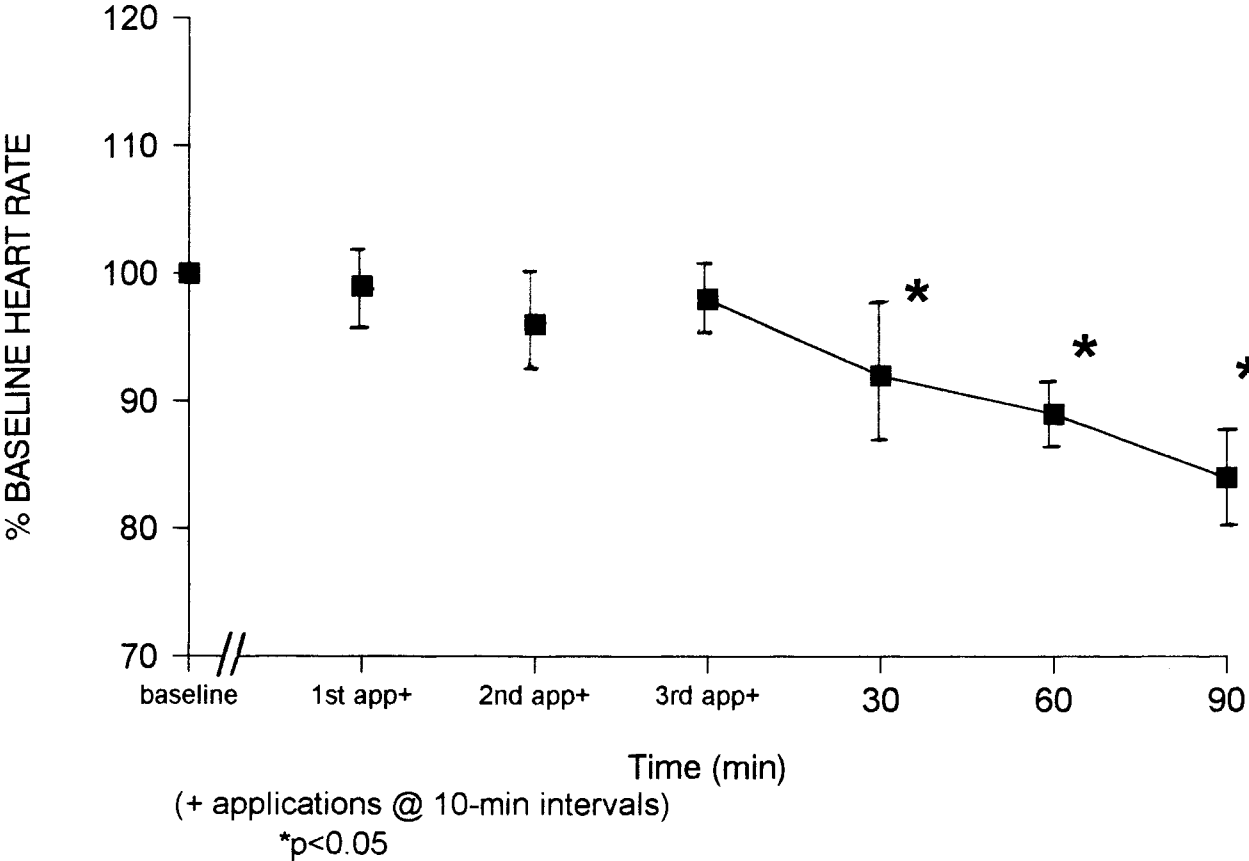 % BASELINE HEART RATE
120
110
100
90
80
70
*
*
*
baseline
1st app+
2nd app+
3rd app+
30
60
90
Time (min)
(+ applications @ 10-min intervals)
*p<0.05